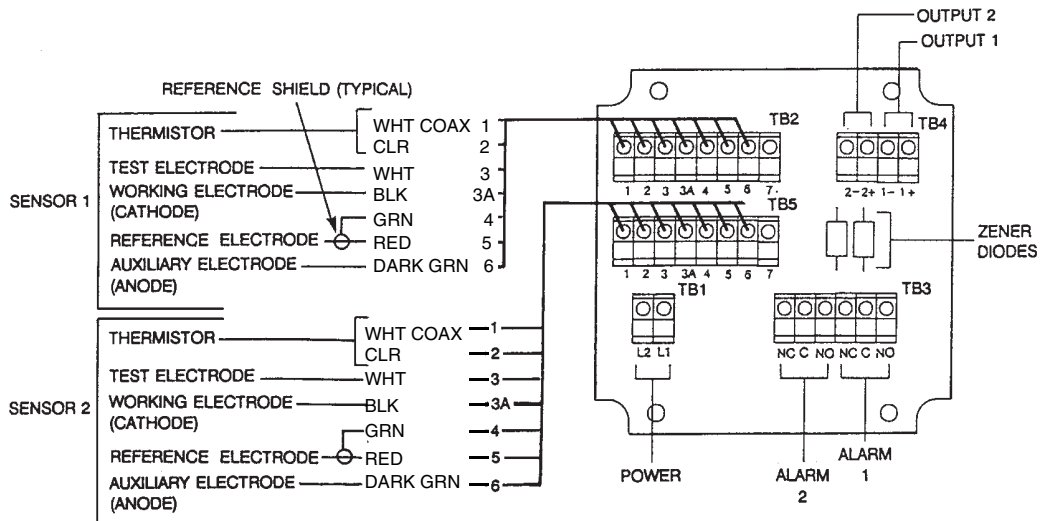 OUTPUT 2
OUTPUT 1
REFERENCE SHIELD (TYPICAL)
SENSOR 1
THERMISTOR
WHT COAX 1
CLR 2
TEST ELECTRODE WHT 3
WORKING ELECTRODE BLK 3A
(CATHODE)
GRN 4
REFERENCE ELECTRODE RED 5
AUXILIARY ELECTRODE DARK GRN 6
(ANODE)
TB2
1 2 3 3A 4 5 6 7
TB4
2- 2+ 1- 1+
TB5
1 2 3 3A 4 5 6 7
ZENER
DIODES
TB1
L2 L1
TB3
NC C NO NC C NO
SENSOR 2
THERMISTOR
WHT COAX 1
CLR 2
TEST ELECTRODE WHT 3
WORKING ELECTRODE BLK 3A
(CATHODE)
GRN 4
REFERENCE ELECTRODE RED 5
AUXILIARY ELECTRODE DARK GRN 6
(ANODE)
POWER
ALARM
2
ALARM
1